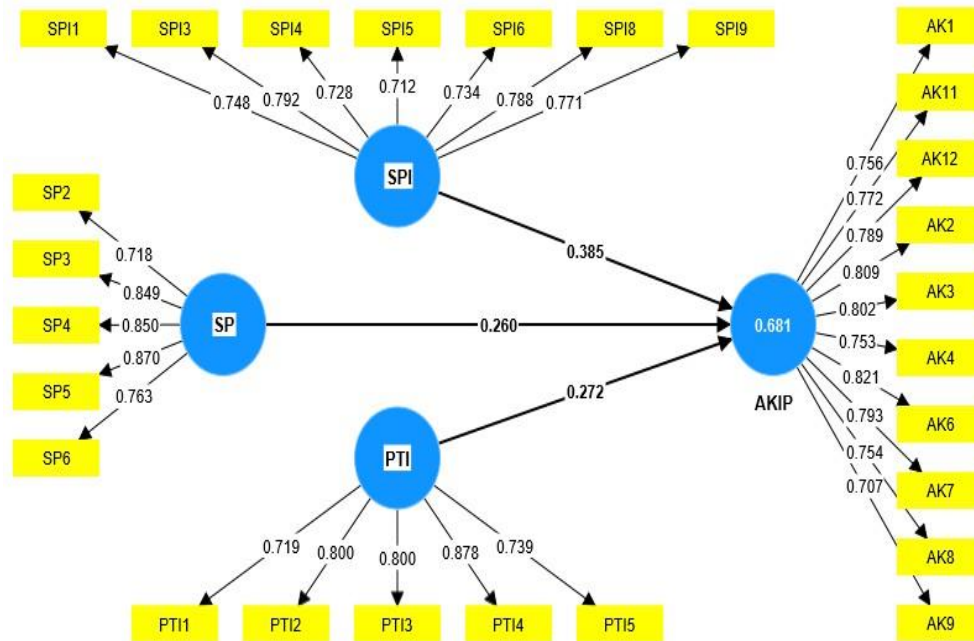 SPI1 SPI3 SPI4 SPI5 SPI6 SPI8 SPI9
0.748 0.792 0.728 0.712 0.734 0.788 0.771
SPI
SP2
SP3
SP4
SP5
SP6
0.718
0.849
0.850
0.870
0.763
SP
0.385
0.260
0.272
PTI
0.719 0.800 0.800 0.878 0.739
PTI1 PTI2 PTI3 PTI4 PTI5
0.681
AKIP
0.756
0.772
0.789
0.809
0.802
0.753
0.821
0.793
0.754
0.707
AK1
AK11
AK12
AK2
AK3
AK4
AK6
AK7
AK8
AK9